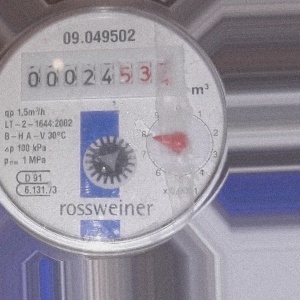 09.049502
0002453
m³
qp 1,5m³/h
LT-2-1644:2002
B-H A-V 30°C
Δp 100 kPa
1 MPa
D 91
6.131.73
rossweiner